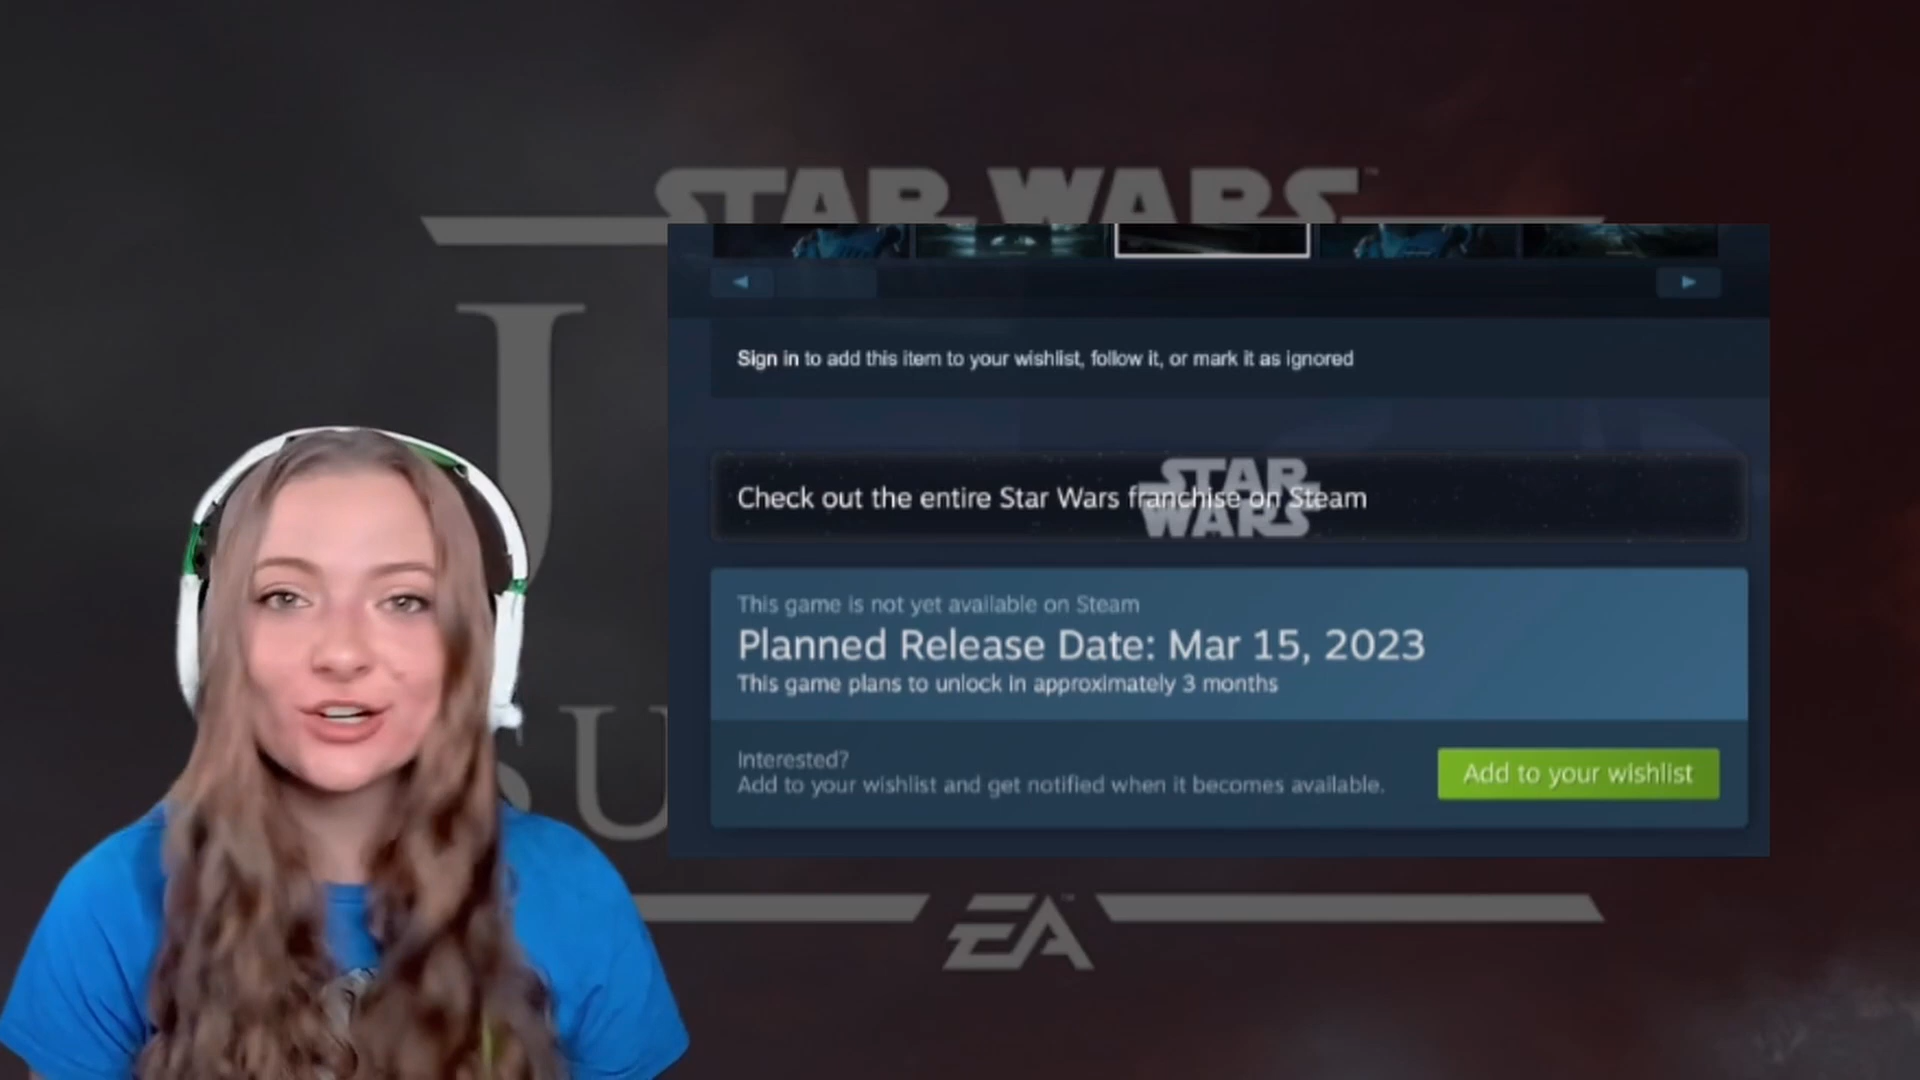 STAR WARS
J
SU
Sign in to add this item to your wishlist, follow it, or mark it as ignored
Check out the entire Star Wars franchise on Steam
STAR
WARS
This game is not yet available on Steam
Planned Release Date: Mar 15, 2023
This game plans to unlock in approximately 3 months
Interested?
Add to your wishlist and get notified when it becomes available.
Add to your wishlist
EA